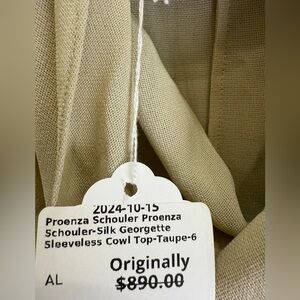 2024-10-15
Proenza Schouler Proenza
Schouler-Silk Georgette
Sleeveless Cowl Top-Taupe-6
Originally
AL $890.00